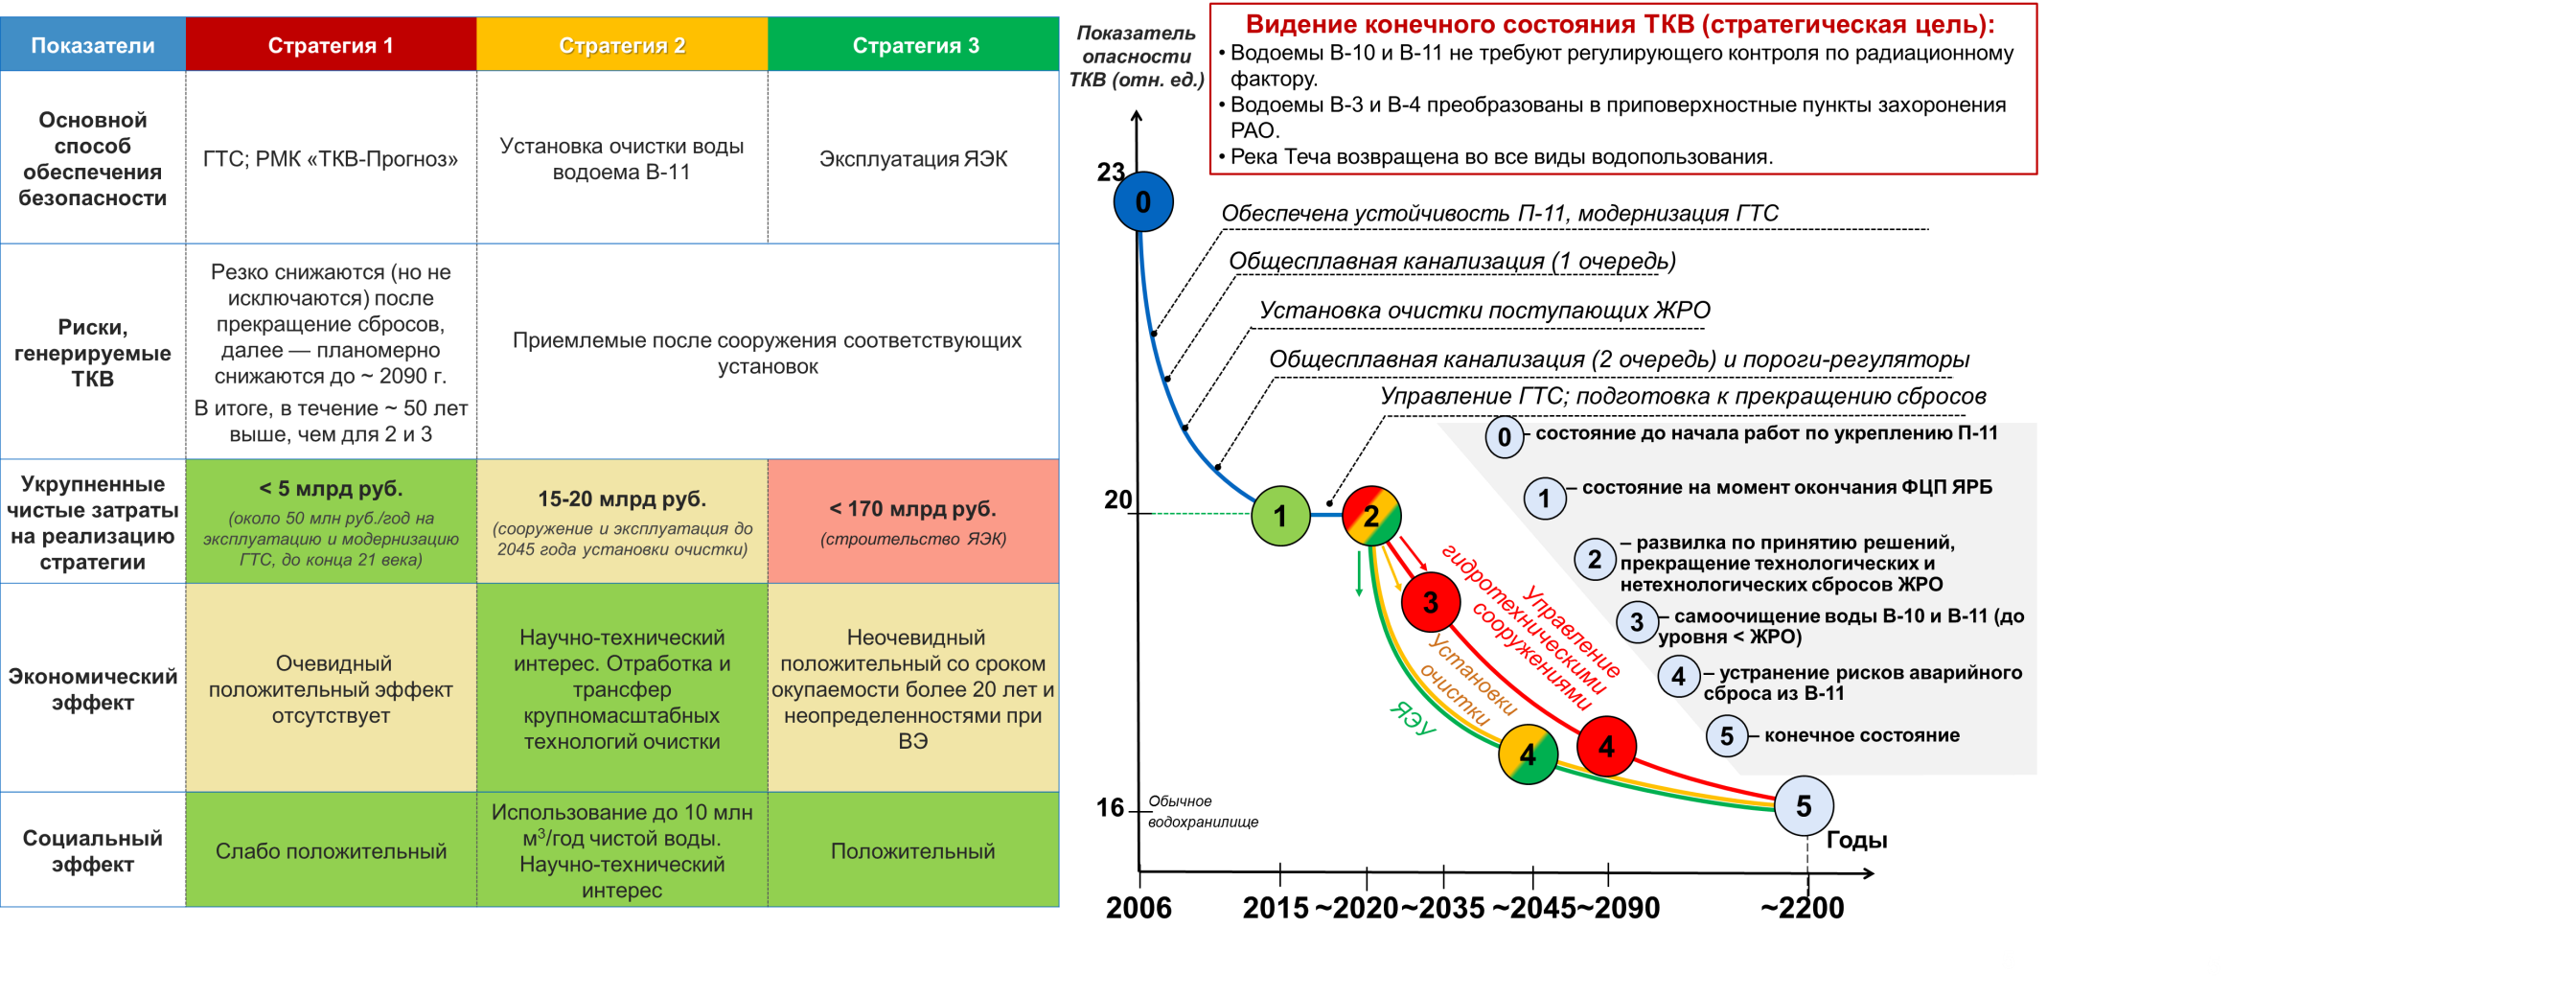 Показатели
Стратегия 1
Стратегия 2
Стратегия 3
Основной
способ
обеспечения
безопасности
ГТС; РМК «ТКВ-Прогноз»
Установка очистки воды
водоема В-11
Эксплуатация ЯЭК
Риски,
генерируемые
ТКВ
Резко снижаются (но не
исключаются) после
прекращение сбросов,
далее — планомерно
снижаются до ~ 2090 г.
В итоге, в течение ~ 50 лет
выше, чем для 2 и 3
Приемлемые после сооружения соответствующих
установок
Укрупненные
чистые затраты
на реализацию
стратегии
< 5 млрд руб.
(около 50 млн руб./год на
эксплуатацию и модернизацию
ГТС, до конца 21 века)
15-20 млрд руб.
(сооружение и эксплуатация до
2045 года установки очистки)
< 170 млрд руб.
(строительство ЯЭК)
Экономический
эффект
Очевидный
положительный эффект
отсутствует
Научно-технический
интерес. Отработка и
трансфер
крупномасштабных
технологий очистки
Неочевидный
положительный со сроком
окупаемости более 20 лет и
неопределенностями при
ВЭ
Социальный
эффект
Слабо положительный
Использование до 10 млн
м³/год чистой воды.
Научно-технический
интерес
Положительный
Показатель
опасности
ТКВ (отн. ед.)
Видение конечного состояния ТКВ (стратегическая цель):
• Водоемы В-10 и В-11 не требуют регулирующего контроля по радиационному
фактору.
• Водоемы В-3 и В-4 преобразованы в приповерхностные пункты захоронения
РАО.
• Река Теча возвращена во все виды водопользования.
23
0
Обеспечена устойчивость П-11, модернизация ГТС
Общесплавная канализация (1 очередь)
Установка очистки поступающих ЖРО
Общесплавная канализация (2 очередь) и пороги-регуляторы
Управление ГТС; подготовка к прекращению сбросов
0 - состояние до начала работ по укреплению П-11
1 – состояние на момент окончания ФЦП ЯРБ
2 – развилка по принятию решений,
прекращение технологических и
нетехнологических сбросов ЖРО
3 – самоочищение воды В-10 и В-11 (до
уровня < ЖРО)
4 – устранение рисков аварийного
сброса из В-11
5 – конечное состояние
20
1
2
3
Управление
гидротехническими
сооружениями
Установки
очистки
ЯЭУ
4
4
5
16
Обычное
водохранилище
Годы
2006
2015
~2020
~2035
~2045
~2090
~2200